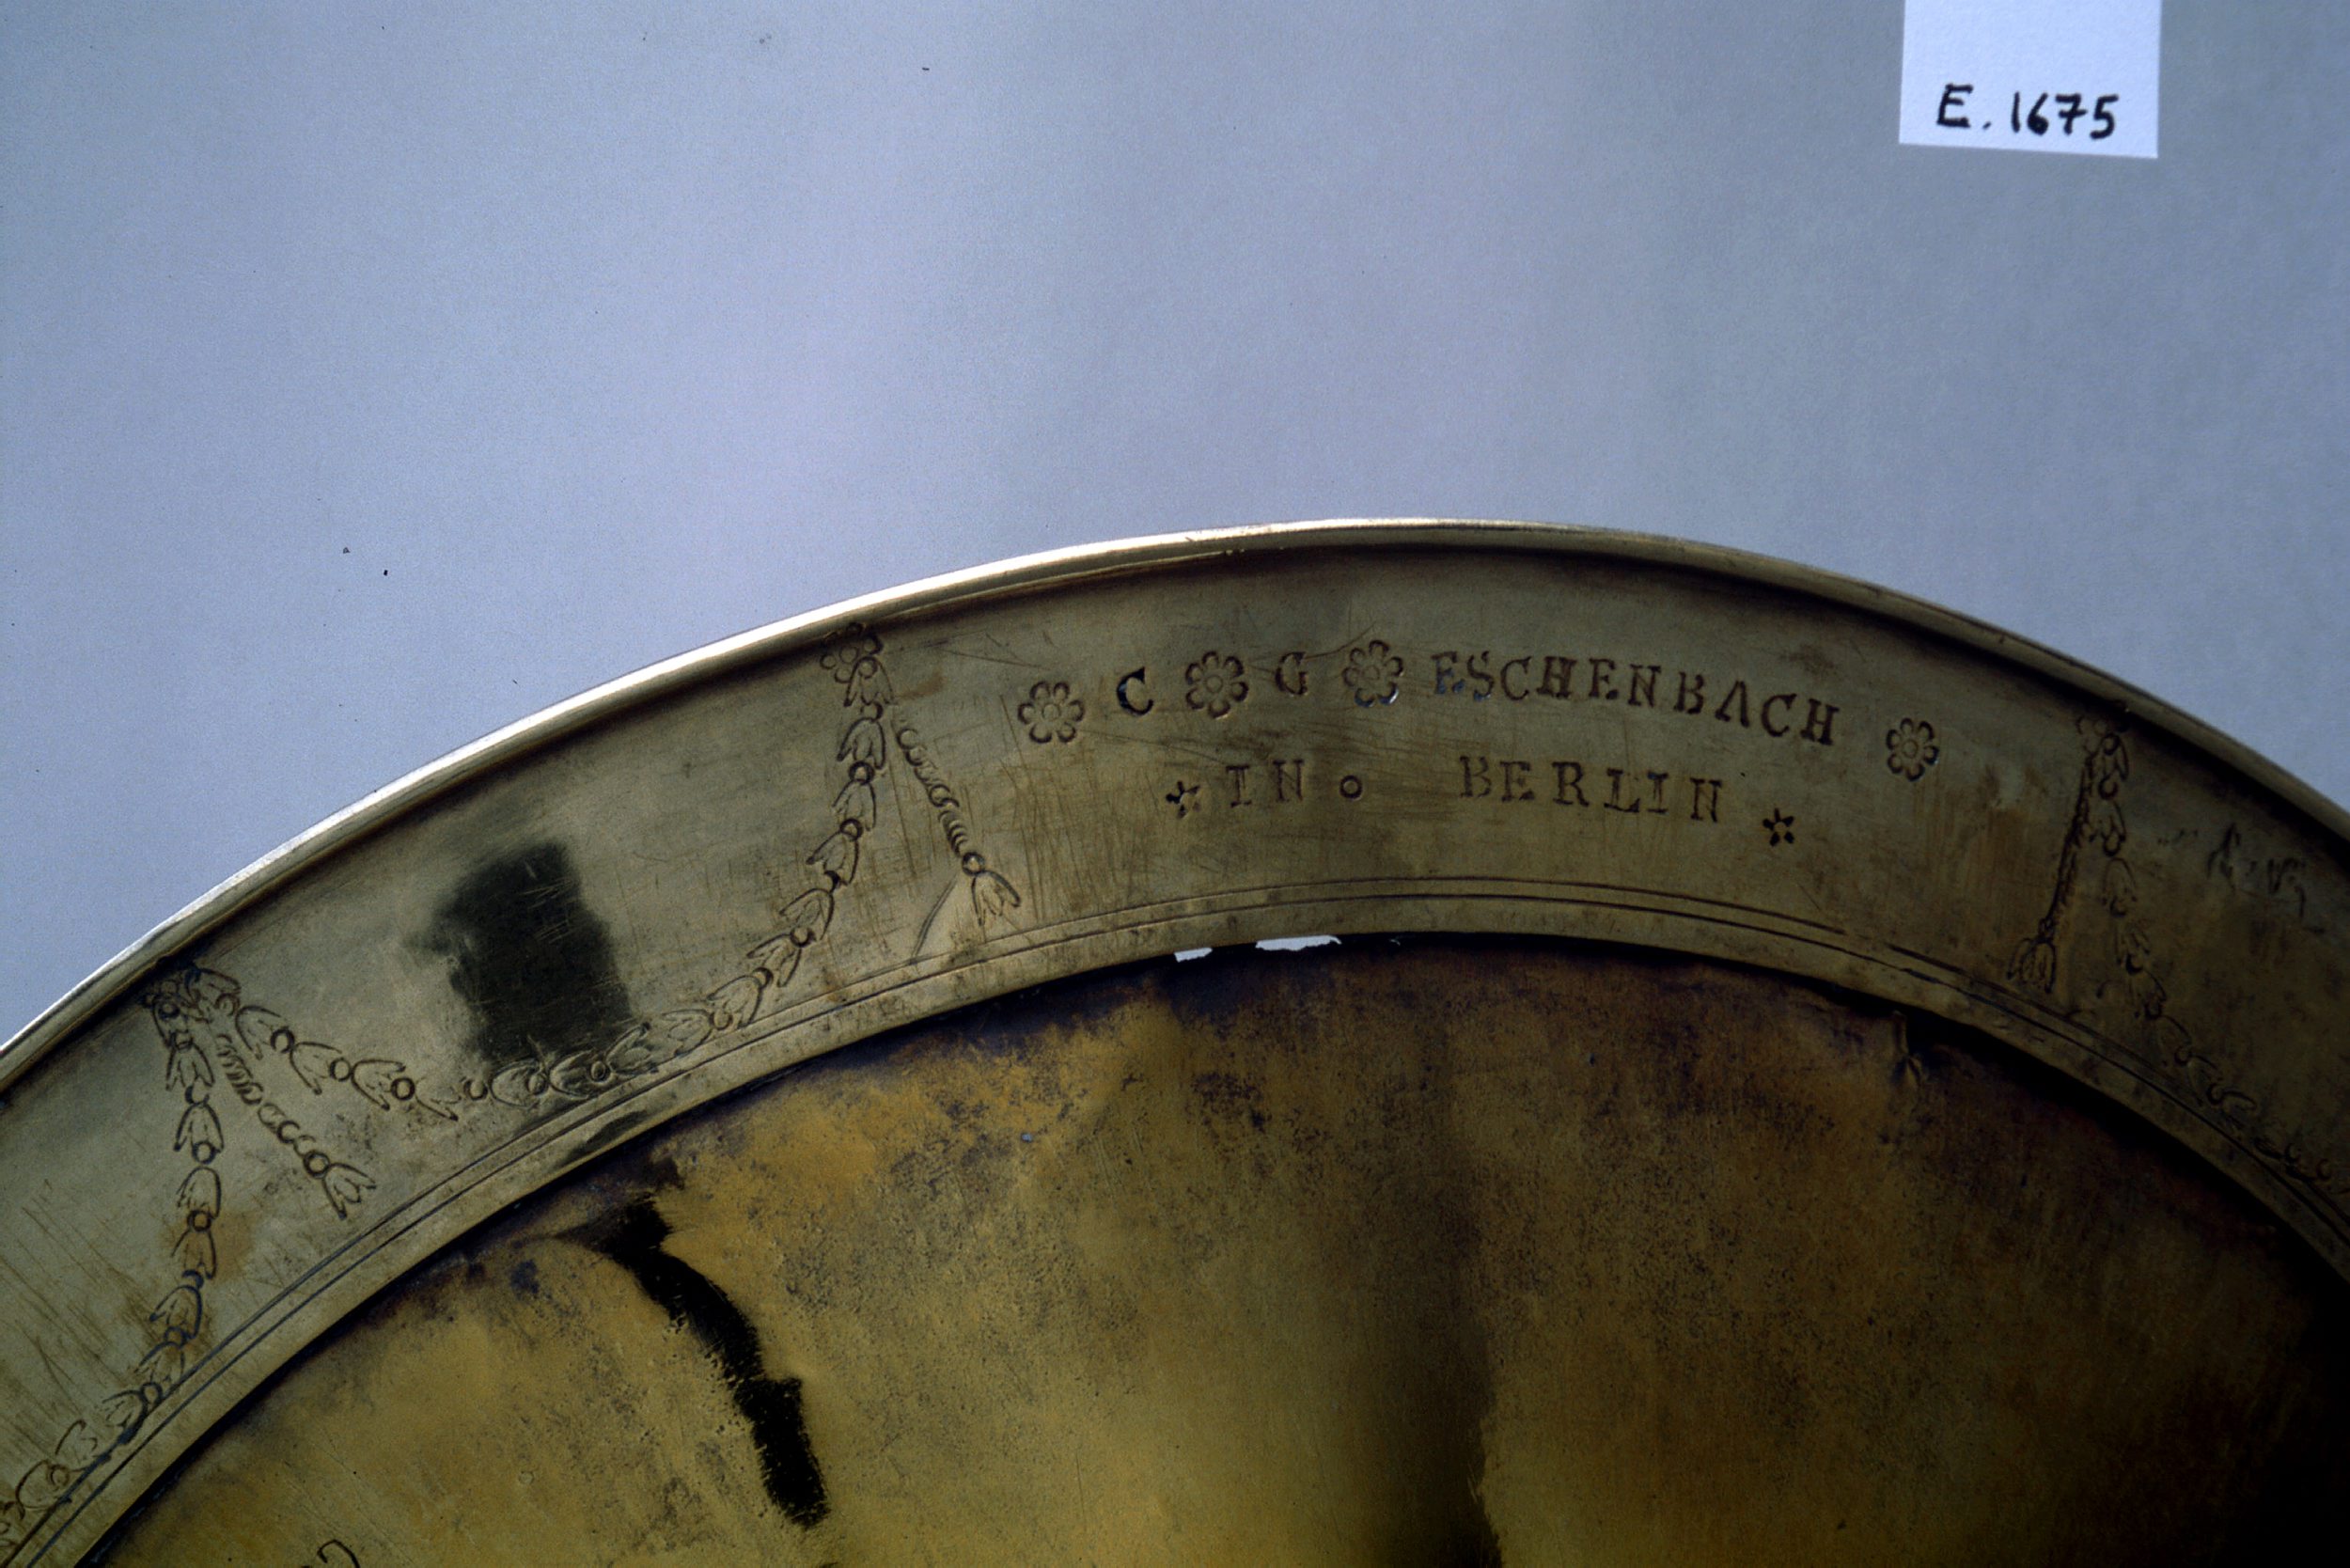 E. 1675
C G ESCHENBACH
IN BERLIN